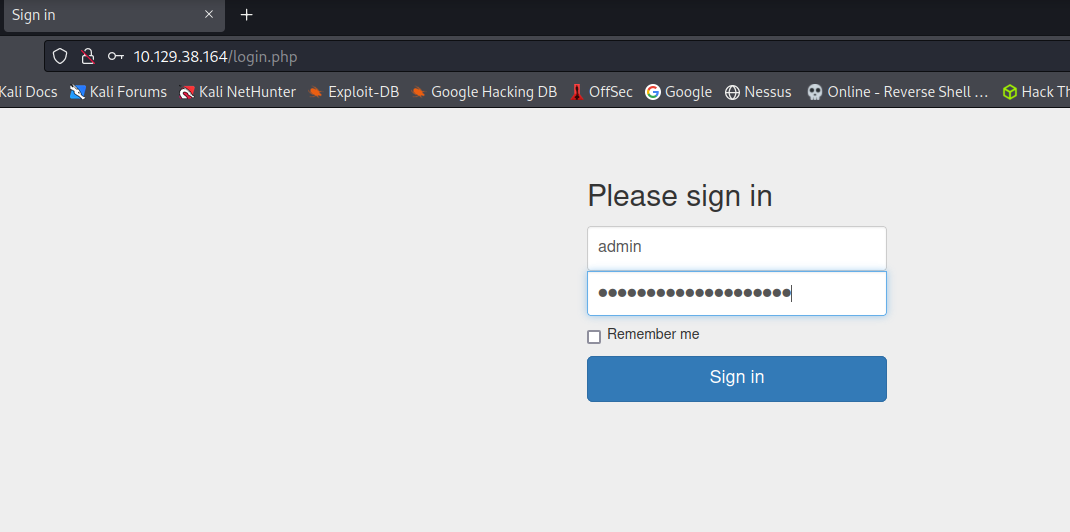 Sign in
10.129.38.164/login.php
Kali Docs Kali Forums Kali NetHunter Exploit-DB Google Hacking DB OffSec Google Nessus Online - Reverse Shell … Hack Th
Please sign in
admin
●●●●●●●●●●●●●●●●●●●●
Remember me
Sign in